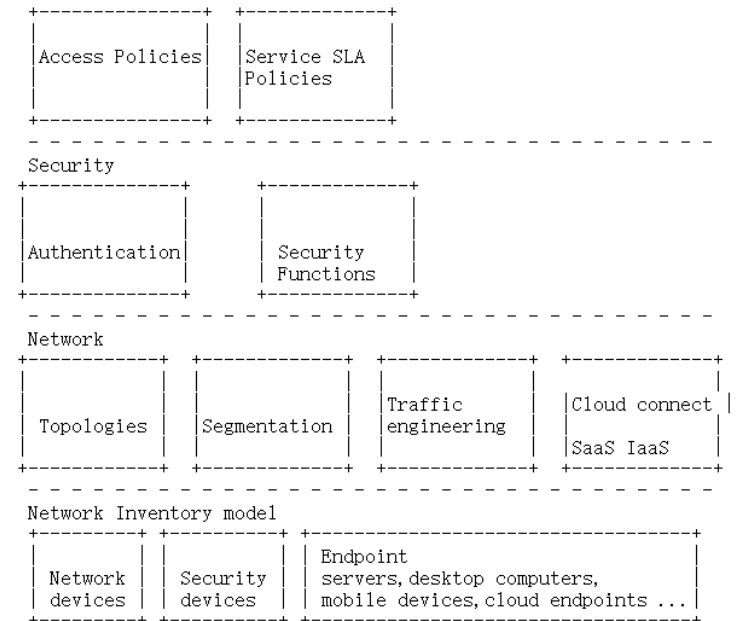 Access Policies Service SLA
Policies
Security
Authentication Security
Functions
Network
Traffic Cloud connect
Topologies Segmentation engineering
SaaS IaaS
Network Inventory model
Endpoint
Network Security servers, desktop computers,
devices devices mobile devices, cloud endpoints ...